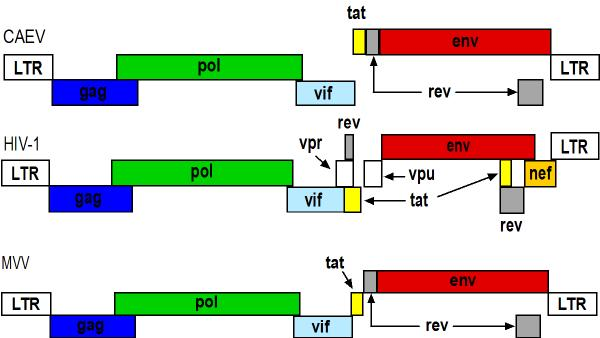 tat
CAEV
env
LTR
pol
LTR
gag
vif
rev
rev
HIV-1
vpr
env
LTR
LTR
pol
vpu
nef
gag
vif
tat
rev
MVV
tat
env
LTR
pol
LTR
gag
vif
rev